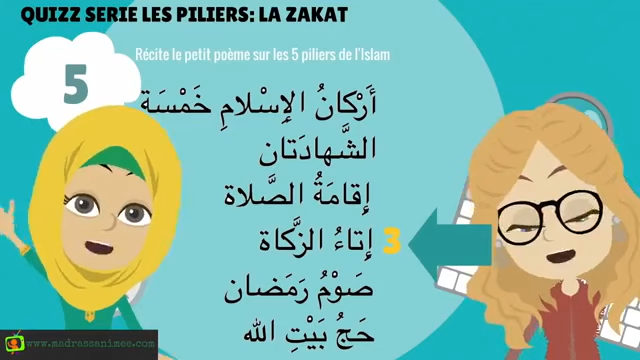 QUIZZ SERIE LES PILIERS: LA ZAKAT
Récite le petit poème sur les 5 piliers de l'Islam
5
أَرْكانُ الإِسْلامِ خَمْسَة
الشَّهادَتان
إِقامَةُ الصَّلاة
إِتاءُ الزَّكاة 3
صَوْمُ رَمَضان
حَجُ بَيْتِ الله
www.madrassanimee.com